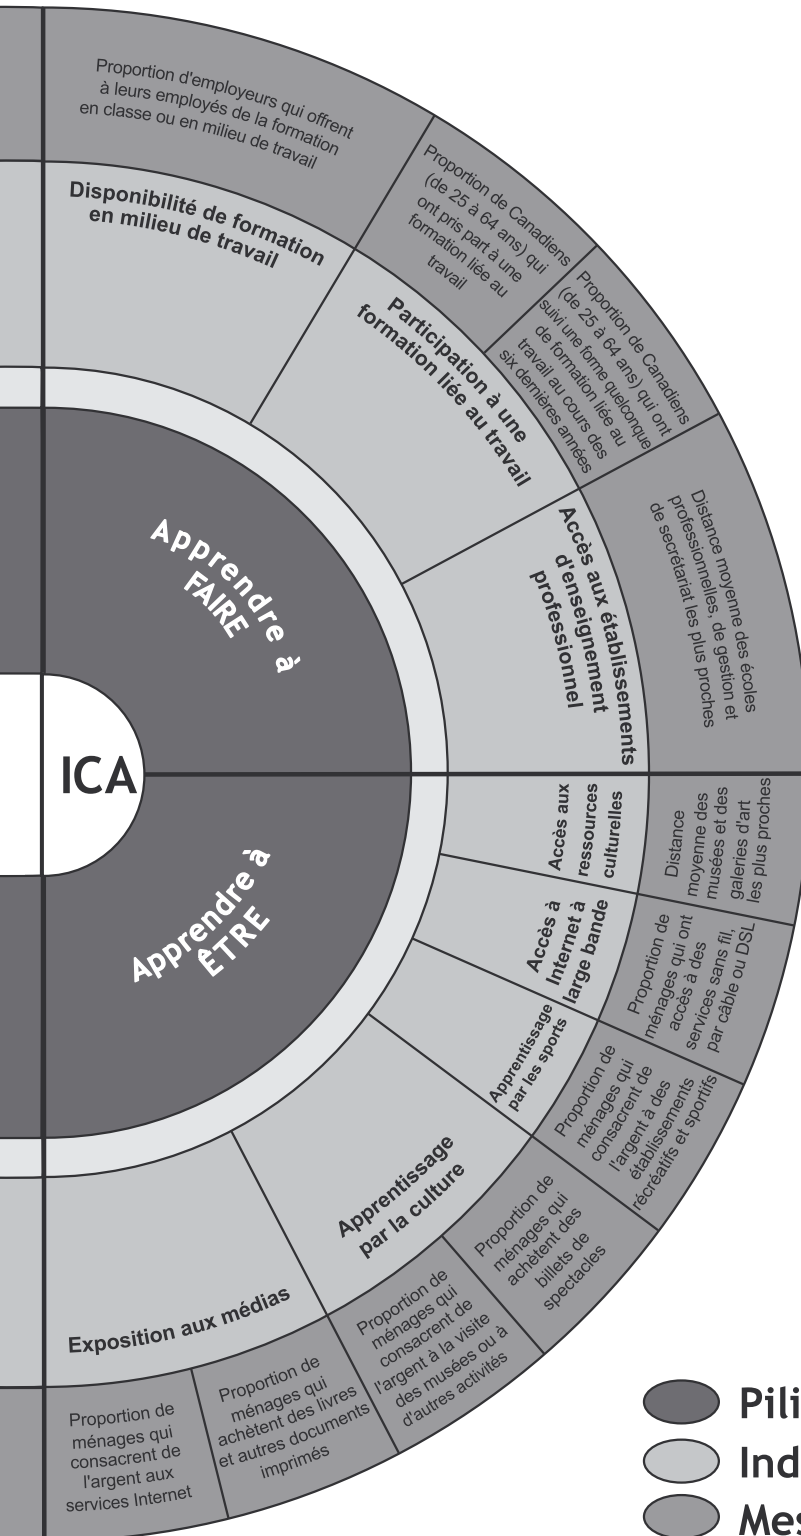 Proportion d'employeurs qui offrent
à leurs employés de la formation
en classe ou en milieu de travail
Disponibilité de formation
en milieu de travail
Proportion de Canadiens
(de 25 à 64 ans) qui
ont pris part à une
formation liée au
travail
Participation à une
formation liée au travail
Proportion de Canadiens
(de 25 à 64 ans) qui ont
suivi une forme quelconque
de formation liée au
travail au cours des
six dernières années
Accès aux établissements
d'enseignement
professionnel
Distance moyenne des écoles
professionnelles, de gestion et
de secrétariat les plus proches
Apprendre à
FAIRE
ICA
Apprendre à
ÊTRE
Accès aux
ressources
culturelles
Distance
moyenne des
musées et des
galeries d'art
les plus proches
Accès à
Internet à
large bande
Proportion de
ménages qui ont
accès à des
services sans fil,
par câble ou DSL
Apprentissage
par les sports
Proportion de
ménages qui
consacrent de
l'argent à des
établissements
récréatifs et sportifs
Apprentissage
par la culture
Proportion de
ménages qui
achètent des
billets de
spectacles
Proportion de
ménages qui
consacrent de
l'argent à la visite
des musées ou à
d'autres activités
Exposition aux médias
Proportion de
ménages qui
achètent des livres
et autres documents
imprimés
Proportion de
ménages qui
consacrent de
l'argent aux
services Internet
Pili
Ind
Mes